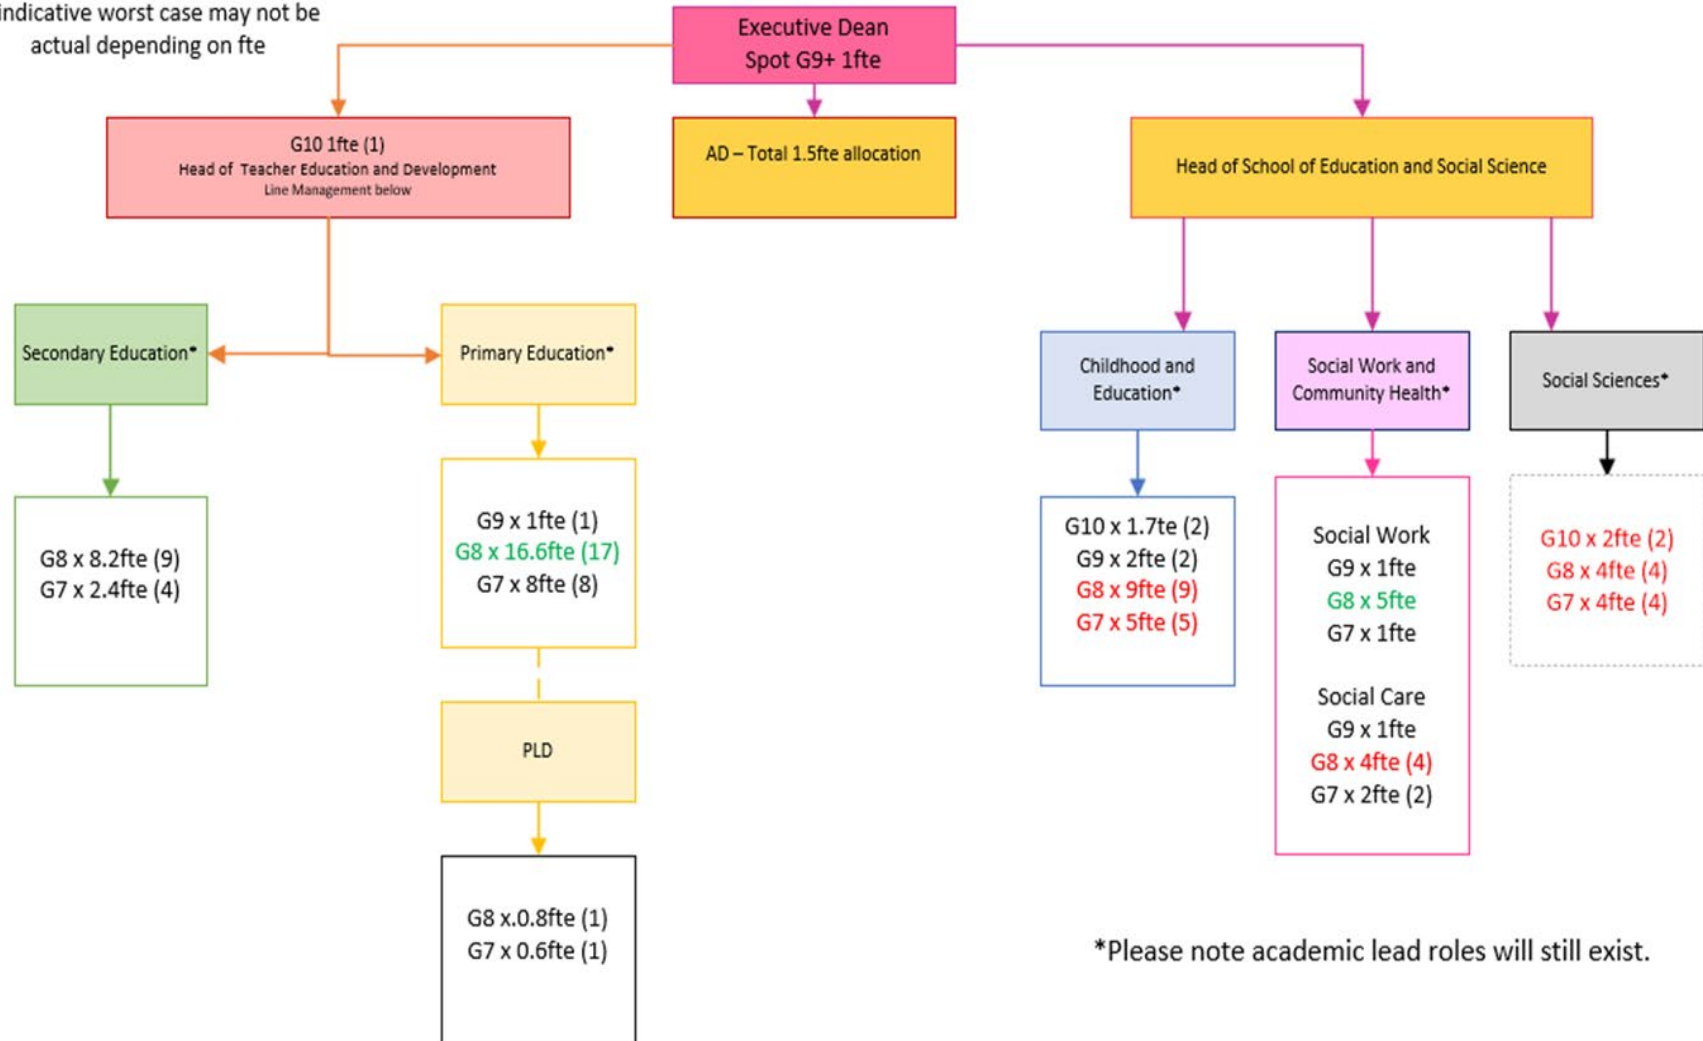 indicative worst case may not be
actual depending on fte
Executive Dean
Spot G9+ 1fte
G10 1fte (1)
Head of Teacher Education and Development
Line Management below
AD – Total 1.5fte allocation
Head of School of Education and Social Science
Secondary Education*
Primary Education*
Childhood and
Education*
Social Work and
Community Health*
Social Sciences*
G8 x 8.2fte (9)
G7 x 2.4fte (4)
G9 x 1fte (1)
G8 x 16.6fte (17)
G7 x 8fte (8)
PLD
G8 x.0.8fte (1)
G7 x 0.6fte (1)
G10 x 1.7te (2)
G9 x 2fte (2)
G8 x 9fte (9)
G7 x 5fte (5)
Social Work
G9 x 1fte
G8 x 5fte
G7 x 1fte
Social Care
G9 x 1fte
G8 x 4fte (4)
G7 x 2fte (2)
G10 x 2fte (2)
G8 x 4fte (4)
G7 x 4fte (4)
*Please note academic lead roles will still exist.